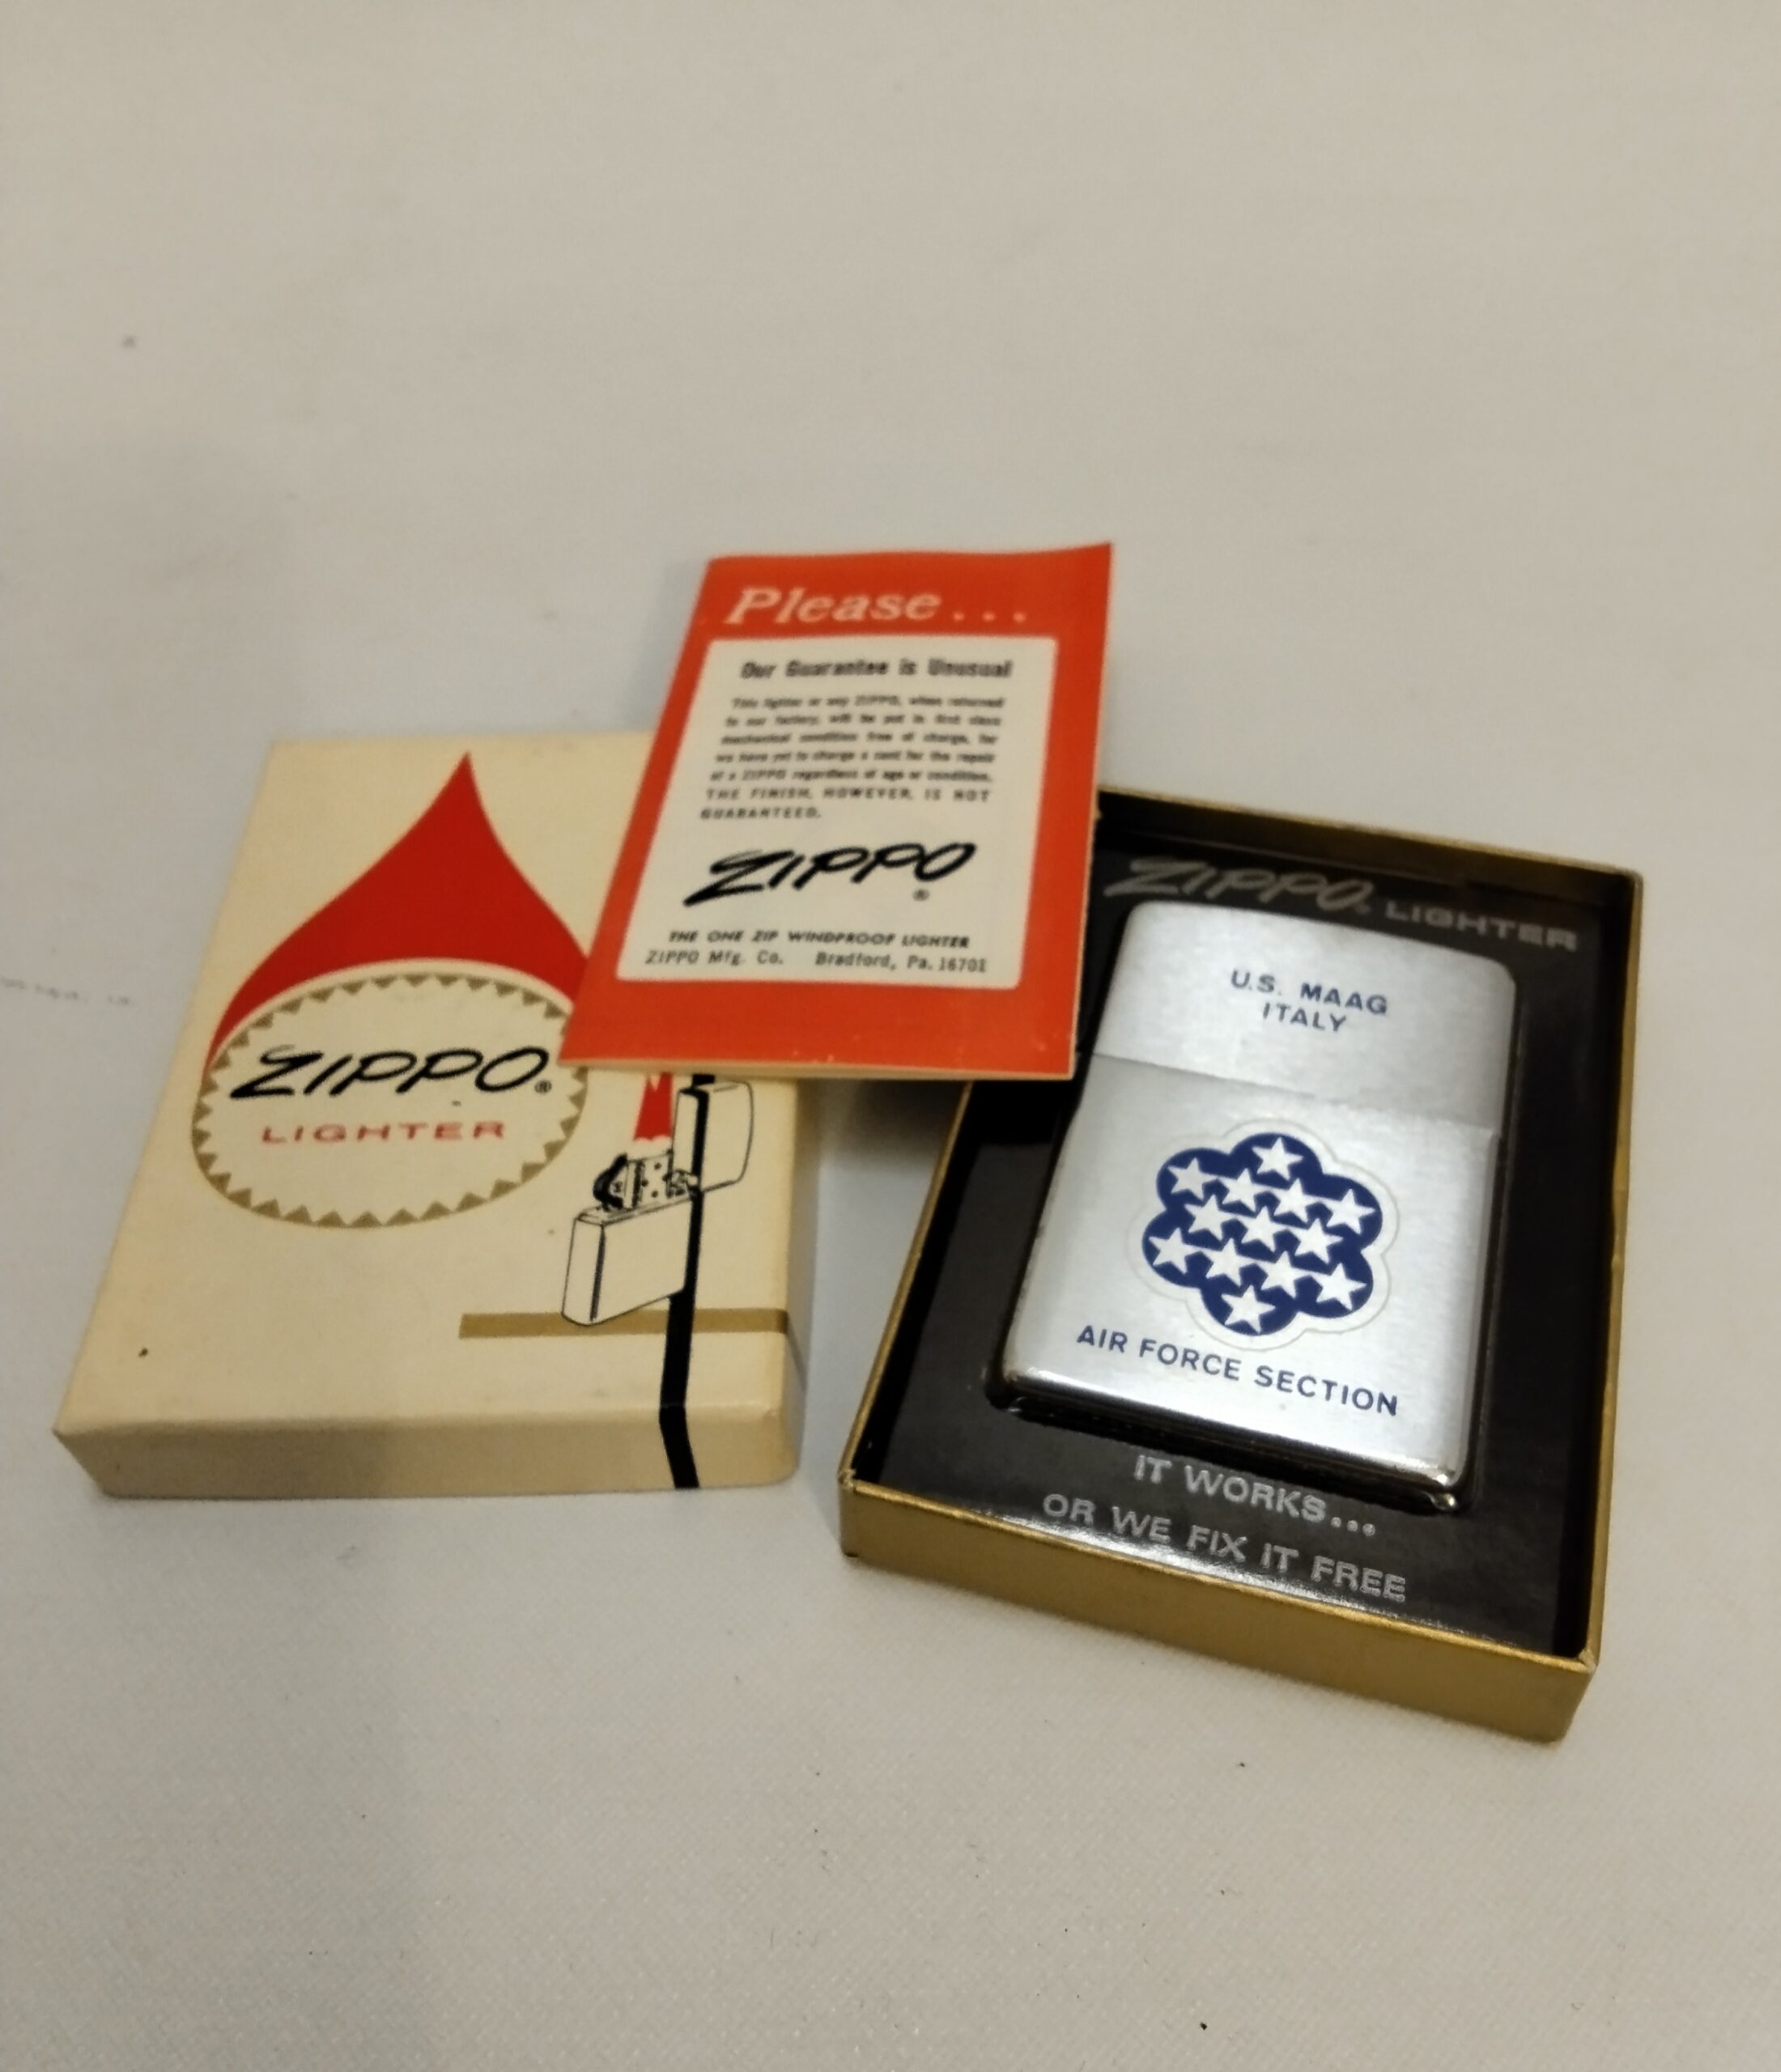 Please...
Our Guarantee is Unusual
This lighter or any ZIPPO, when returned
to our factory, will be put in first class
mechanical condition free of charge, for
we have yet to charge a cent for the repair
of a ZIPPO regardless of age or condition.
THE FINISH, HOWEVER, IS NOT
GUARANTEED.
ZIPPO®
THE ONE ZIP WINDPROOF LIGHTER
ZIPPO Mfg. Co. Bradford, Pa. 16701
ZIPPO®
LIGHTER
ZIPPO® LIGHTER
U.S. MAAG
ITALY
AIR FORCE SECTION
IT WORKS...
OR WE FIX IT FREE